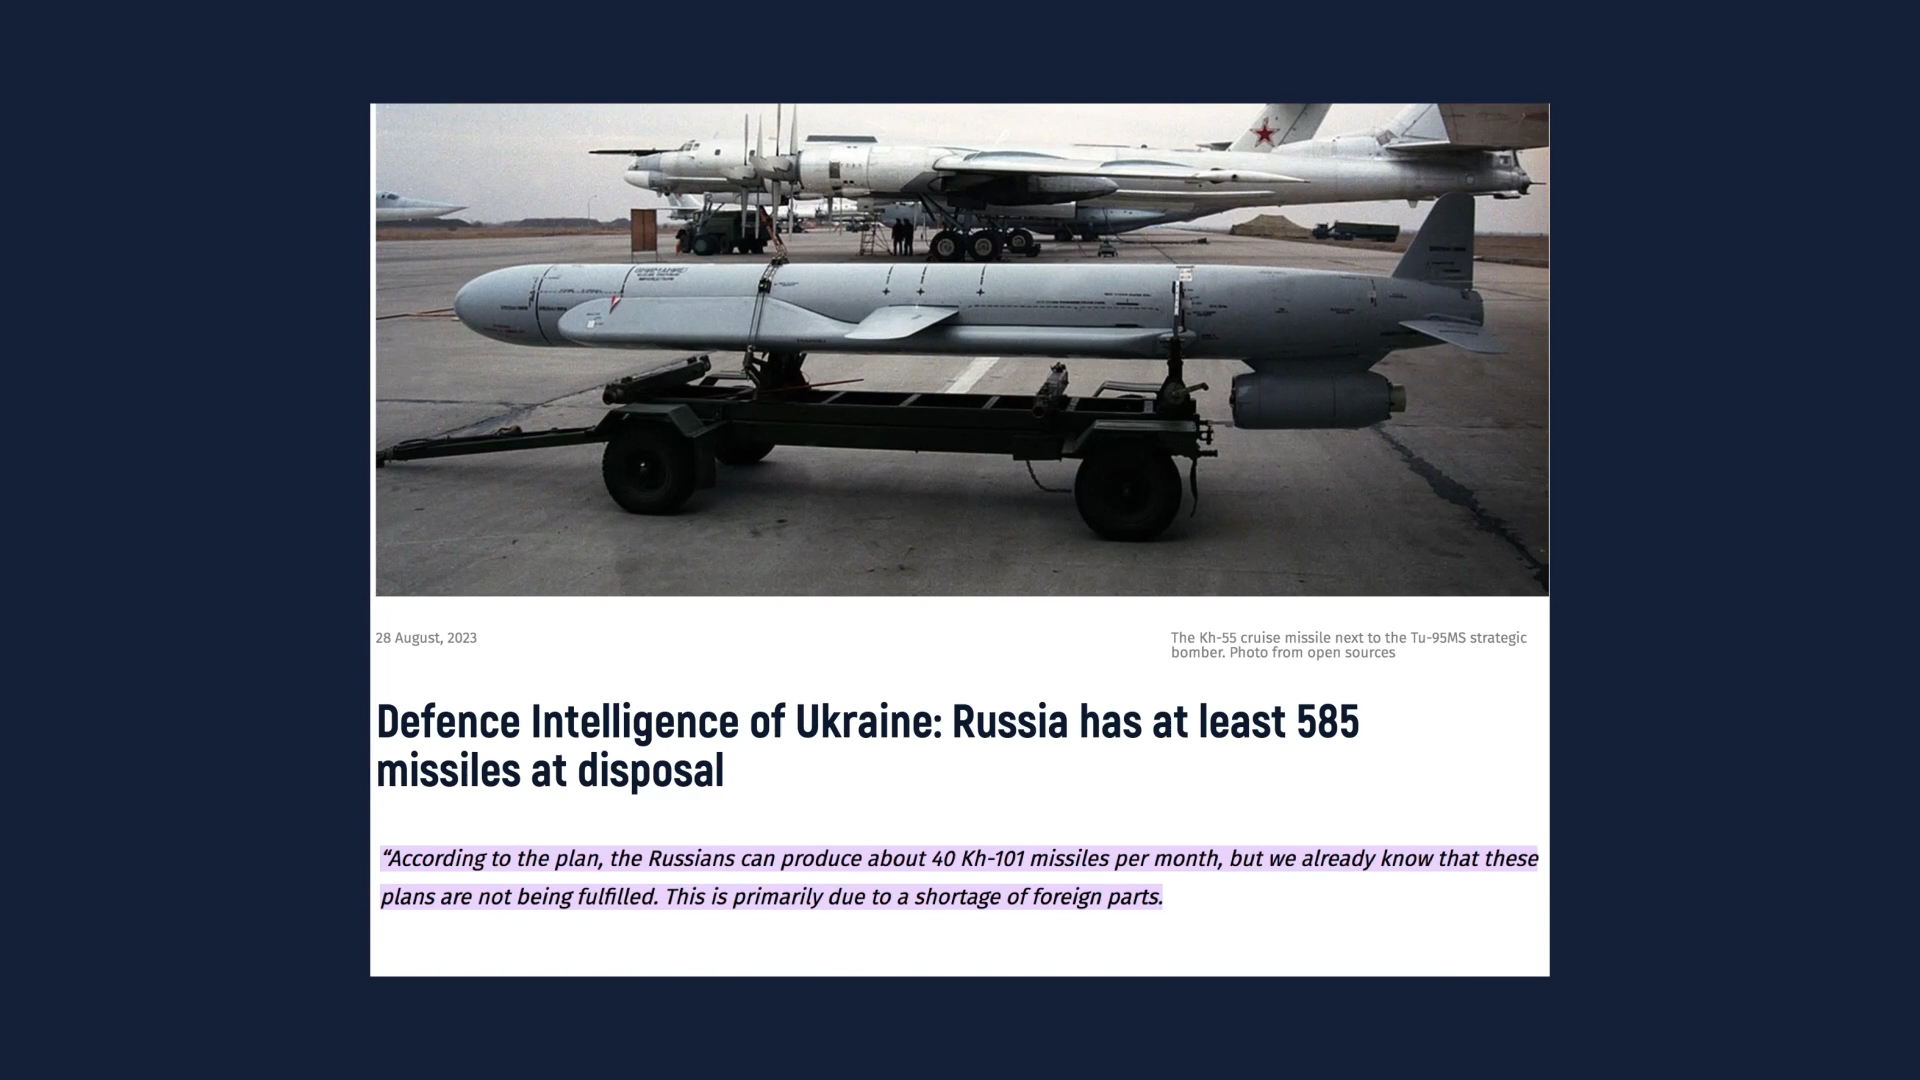 28 August, 2023
The Kh-55 cruise missile next to the Tu-95MS strategic
bomber. Photo from open sources
Defence Intelligence of Ukraine: Russia has at least 585
missiles at disposal
“According to the plan, the Russians can produce about 40 Kh-101 missiles per month, but we already know that these
plans are not being fulfilled. This is primarily due to a shortage of foreign parts.